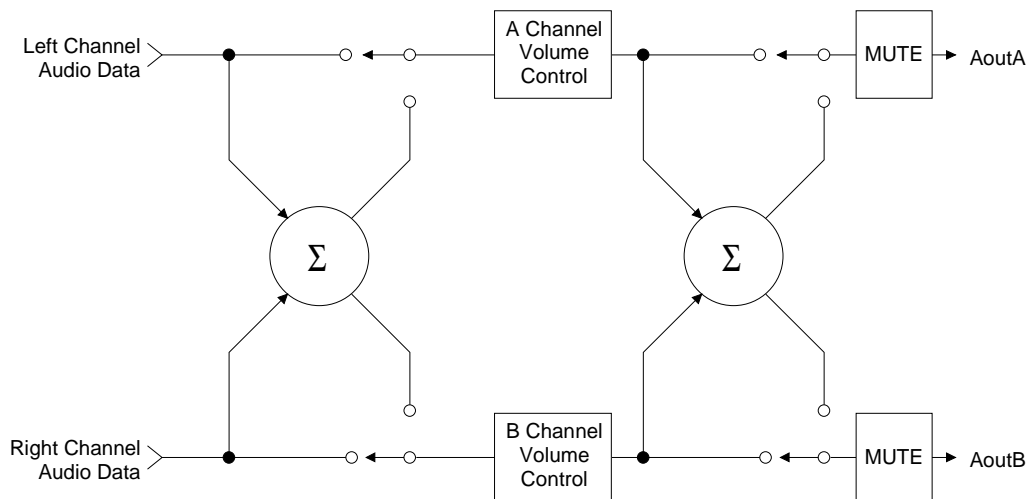 Left Channel
Audio Data
A Channel
Volume
Control
MUTE
AoutA
Σ
Σ
Right Channel
Audio Data
B Channel
Volume
Control
MUTE
AoutB